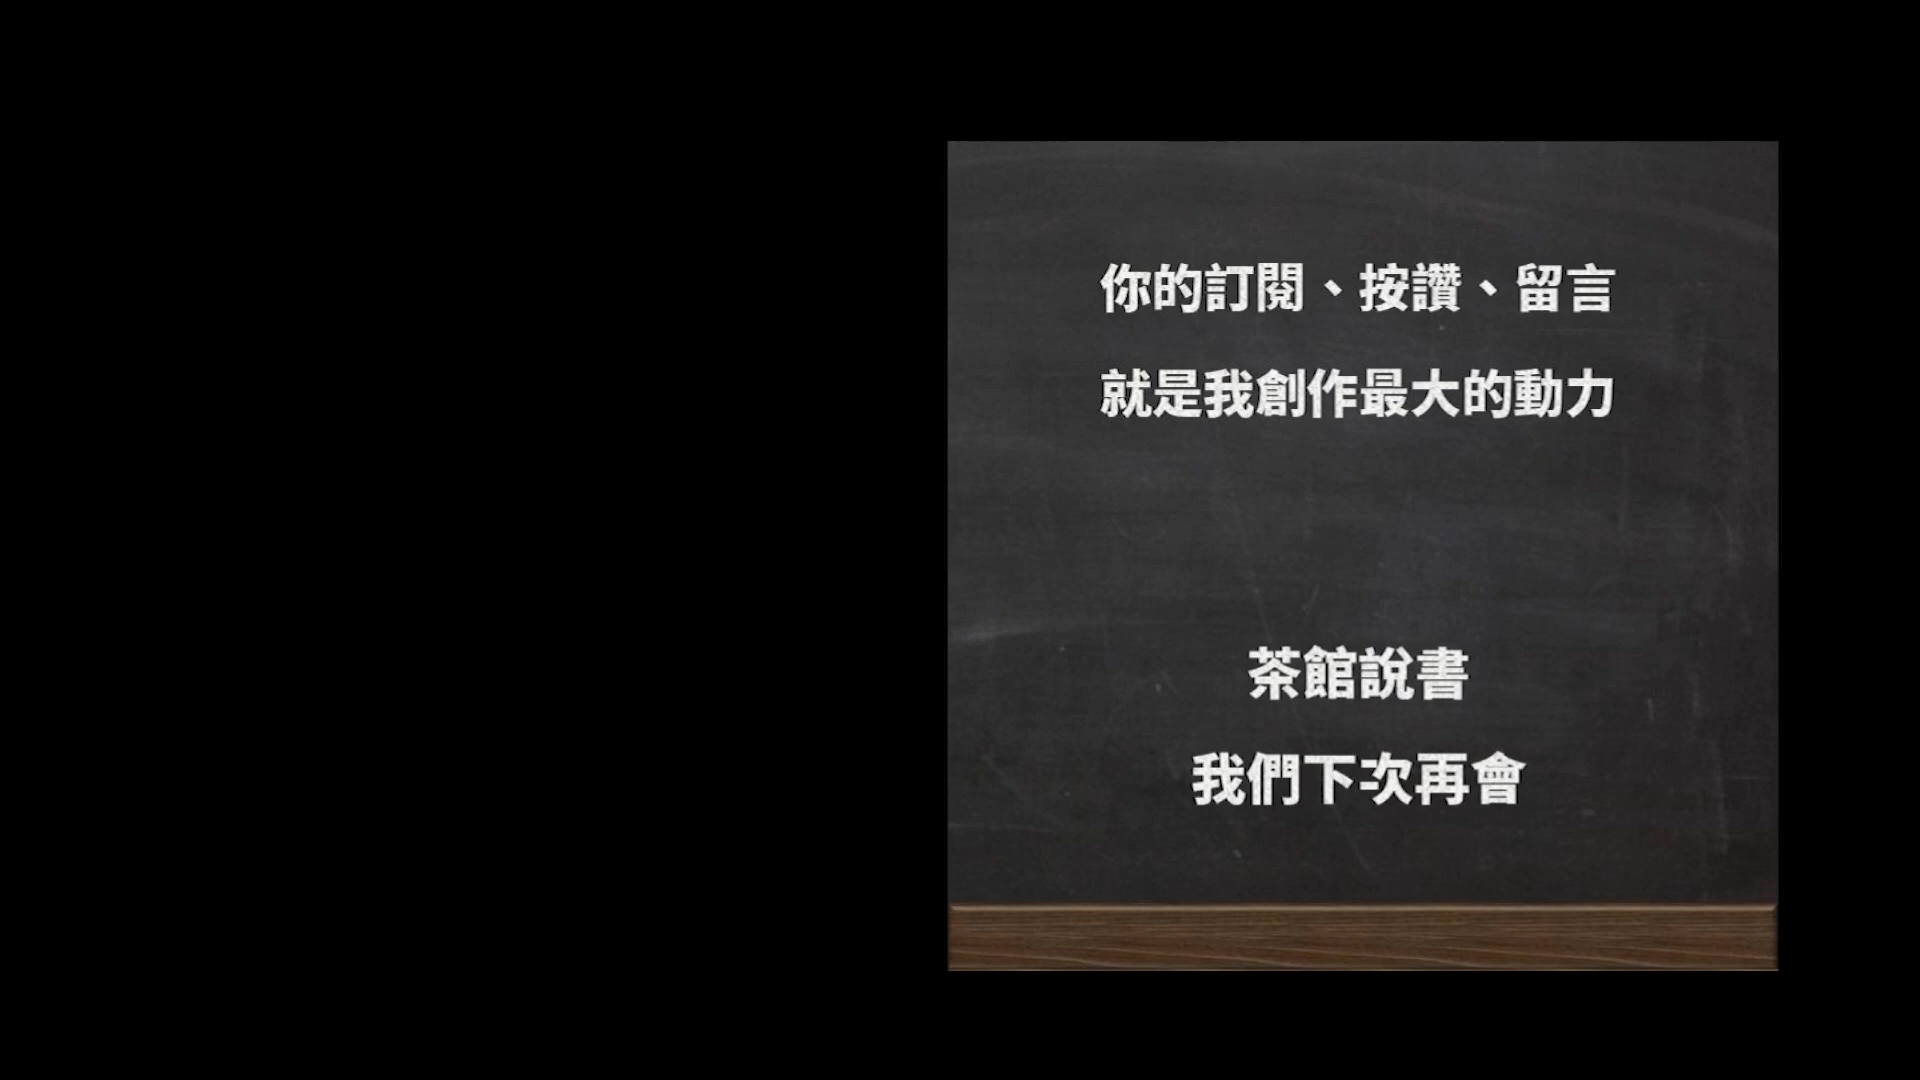 你的訂閱、按讚、留言
就是我創作最大的動力
茶館說書
我們下次再會